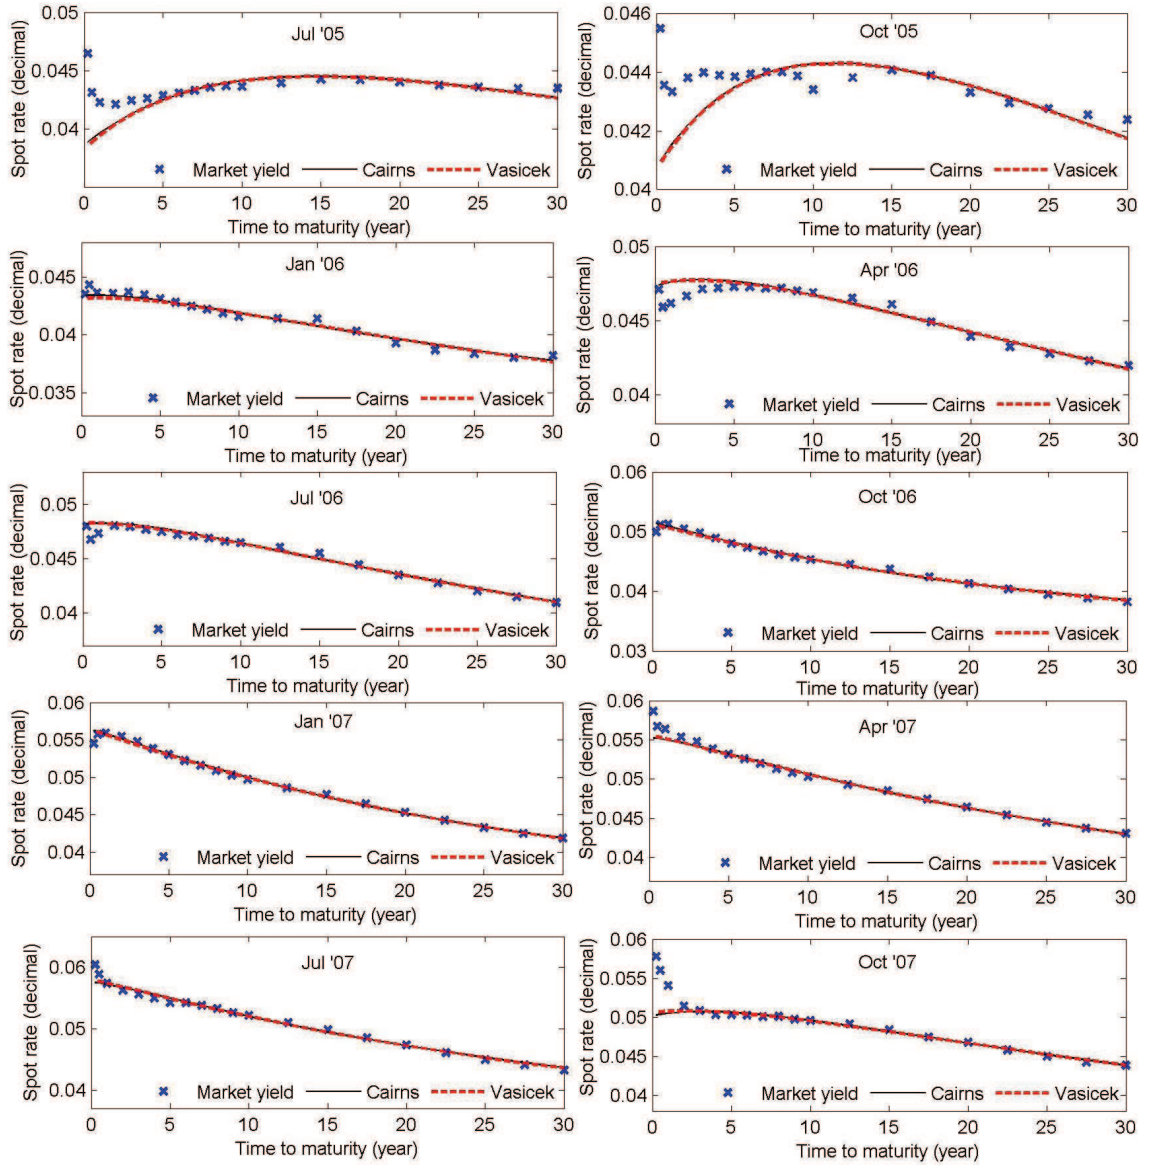 0.05
Jul '05
0.045
0.04
Spot rate (decimal)
Market yield Cairns Vasicek
0 5 10 15 20 25 30
Time to maturity (year)
0.046
Oct '05
0.044
0.042
0.04
Spot rate (decimal)
Market yield Cairns Vasicek
0 5 10 15 20 25 30
Time to maturity (year)
Jan '06
0.045
0.04
0.035
Spot rate (decimal)
Market yield Cairns Vasicek
0 5 10 15 20 25 30
Time to maturity (year)
0.05
Apr '06
0.045
0.04
Spot rate (decimal)
Market yield Cairns Vasicek
0 5 10 15 20 25 30
Time to maturity (year)
Jul '06
0.05
0.045
0.04
Spot rate (decimal)
Market yield Cairns Vasicek
0 5 10 15 20 25 30
Time to maturity (year)
0.06
Oct '06
0.05
0.04
0.03
Spot rate (decimal)
Market yield Cairns Vasicek
0 5 10 15 20 25 30
Time to maturity (year)
0.06
Jan '07
0.055
0.05
0.045
0.04
Spot rate (decimal)
Market yield Cairns Vasicek
0 5 10 15 20 25 30
Time to maturity (year)
0.06
Apr '07
0.055
0.05
0.045
0.04
Spot rate (decimal)
Market yield Cairns Vasicek
0 5 10 15 20 25 30
Time to maturity (year)
Jul '07
0.06
0.05
0.04
Spot rate (decimal)
Market yield Cairns Vasicek
0 5 10 15 20 25 30
Time to maturity (year)
0.06
Oct '07
0.055
0.05
0.045
0.04
Spot rate (decimal)
Market yield Cairns Vasicek
0 5 10 15 20 25 30
Time to maturity (year)